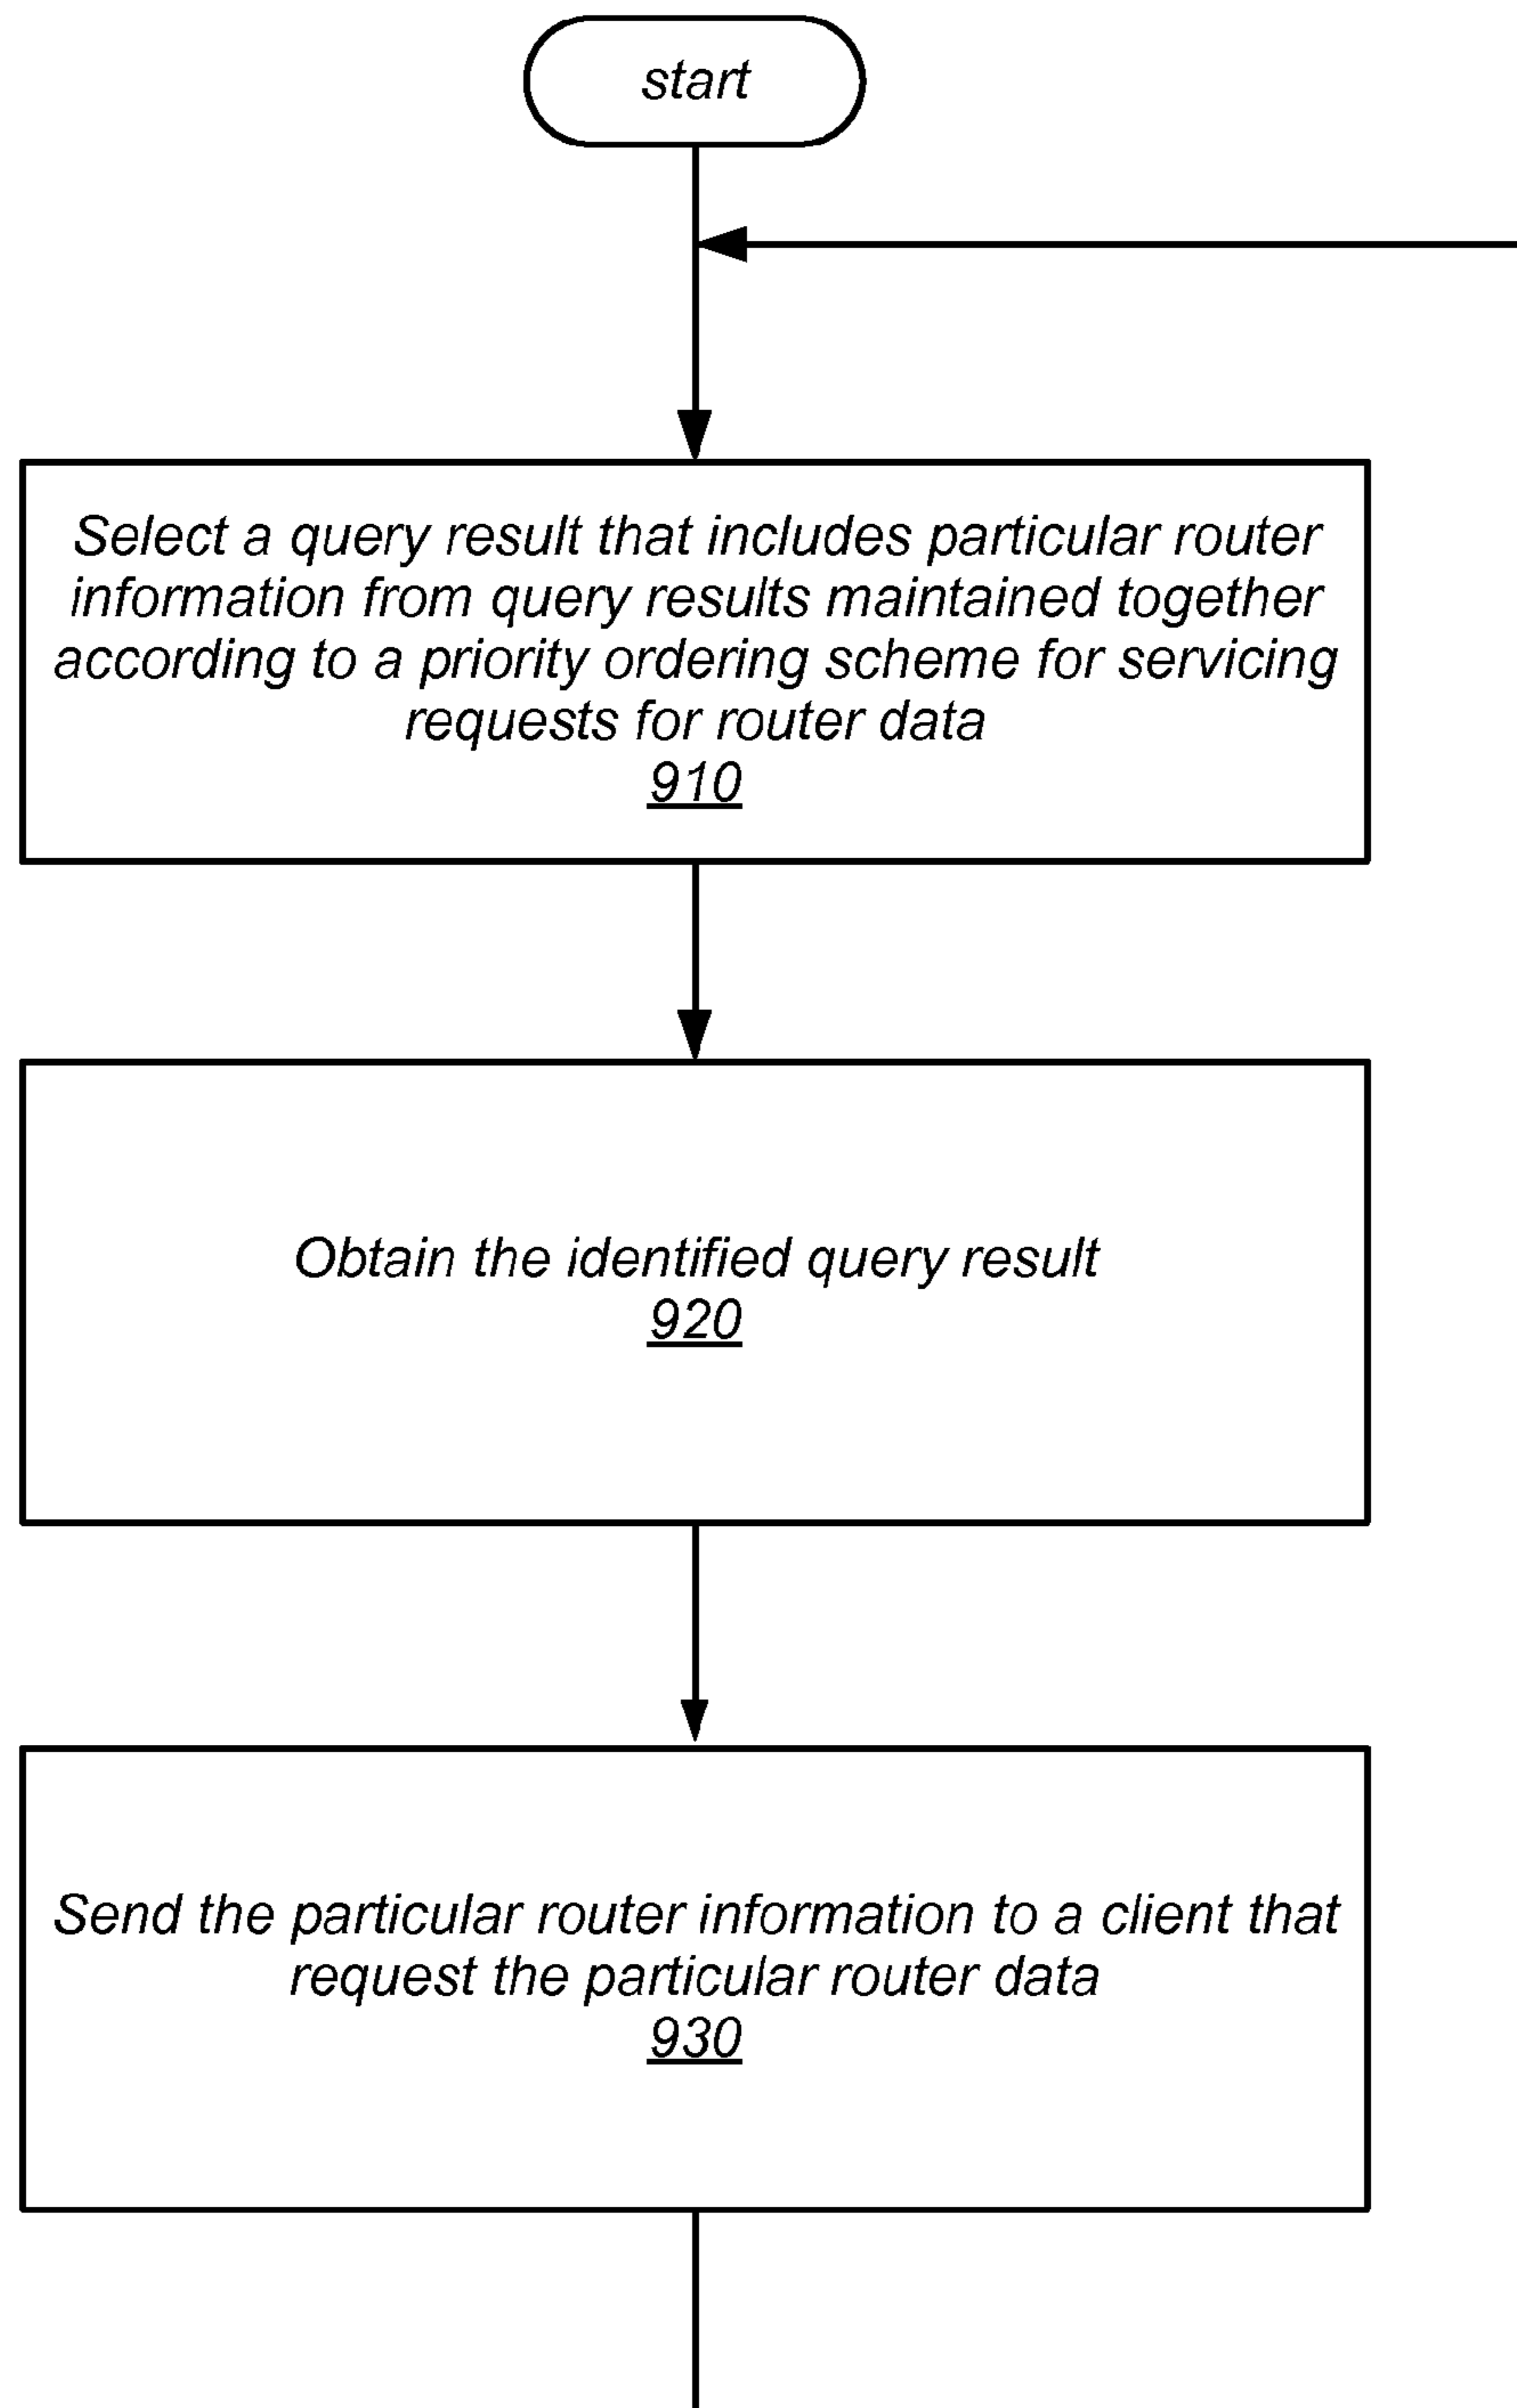 start
Select a query result that includes particular router
information from query results maintained together
according to a priority ordering scheme for servicing
requests for router data
910
Obtain the identified query result
920
Send the particular router information to a client that
request the particular router data
930